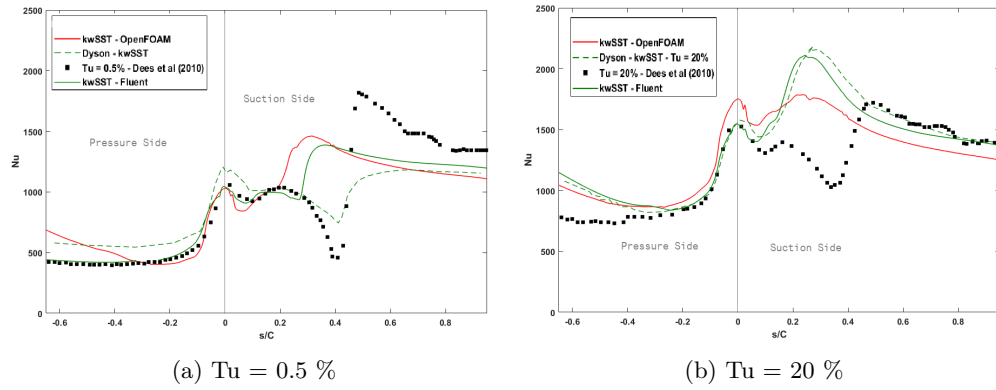 2500
2000
1500
1000
500
0
Nu
-0.6
-0.4
-0.2
0
0.2
0.4
0.6
0.8
s/C
kwSST - OpenFOAM
Dyson - kwSST
Tu = 0.5% - Dees et al (2010)
kwSST - Fluent
Pressure Side
Suction Side
(a) Tu = 0.5 %
2500
2000
1500
1000
500
0
Nu
-0.6
-0.4
-0.2
0
0.2
0.4
0.6
0.8
s/C
kwSST - OpenFOAM
Dyson - kwSST - Tu = 20%
Tu = 20% - Dees et al (2010)
kwSST - Fluent
Pressure Side
Suction Side
(b) Tu = 20 %